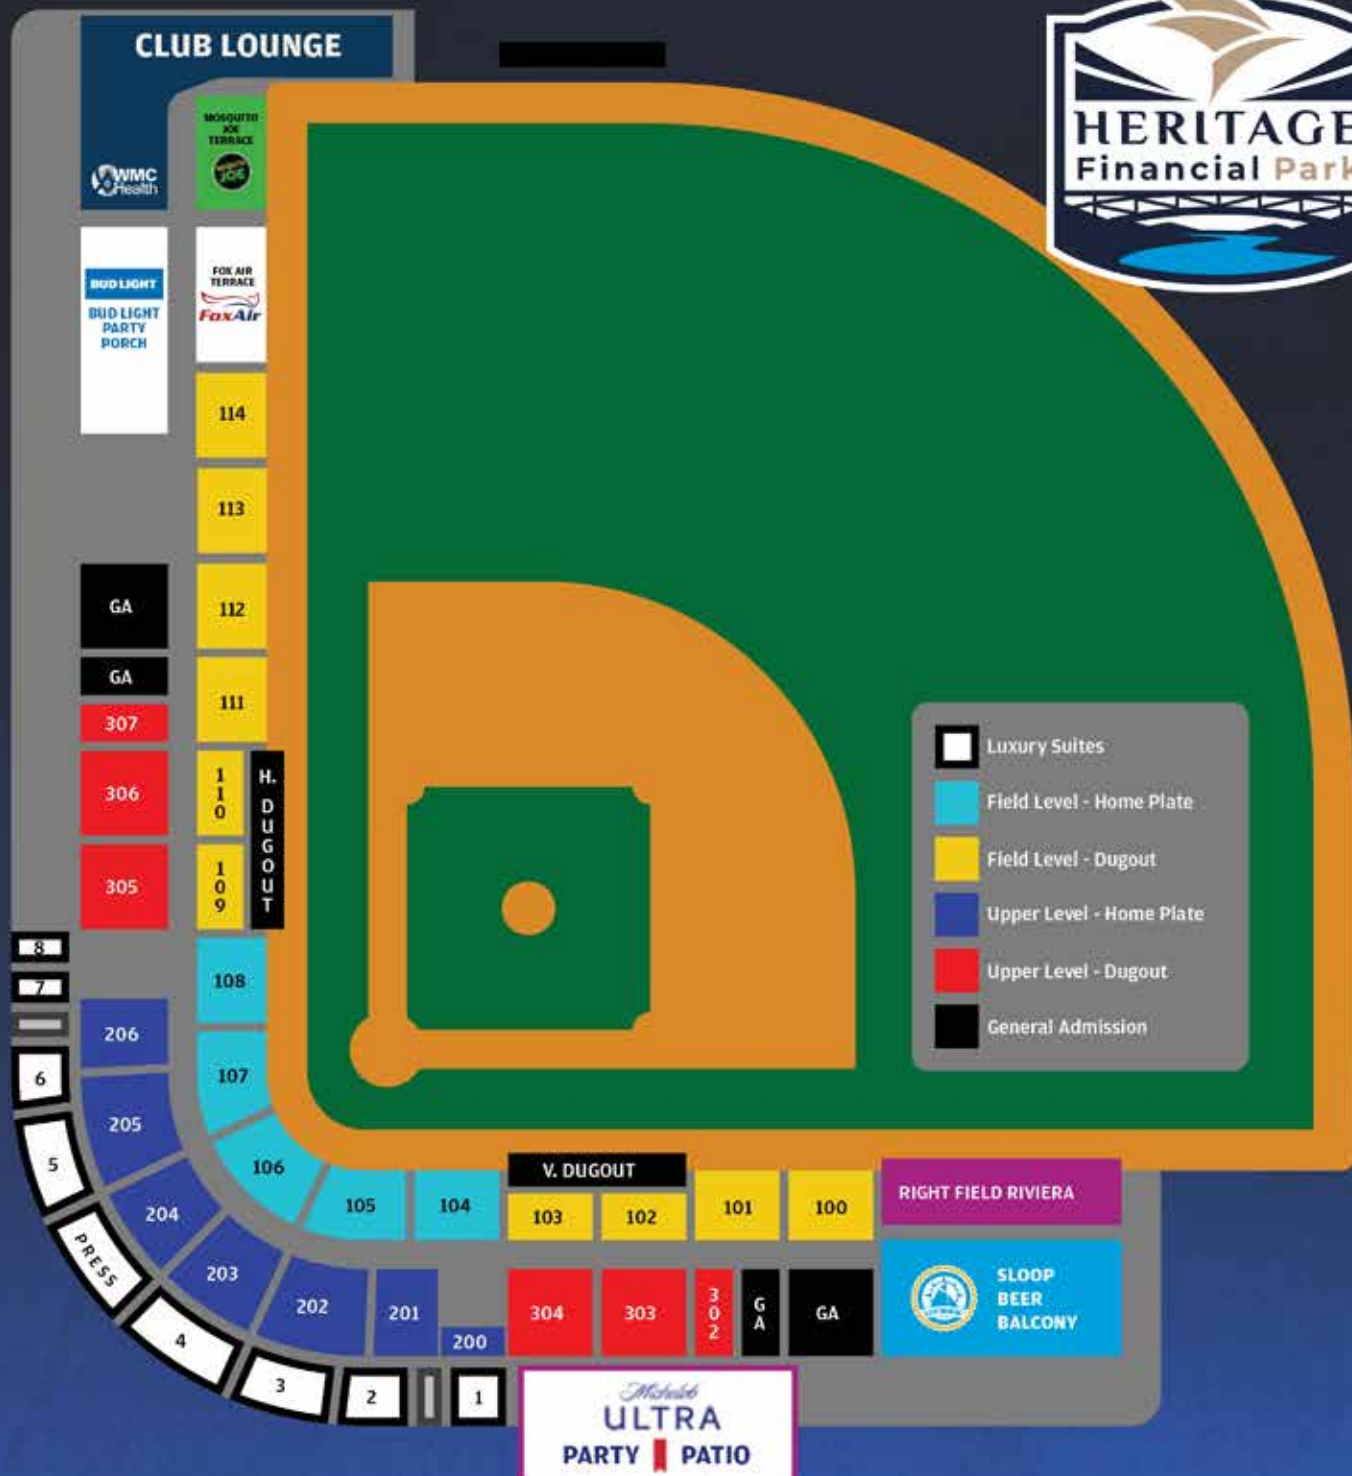 CLUB LOUNGE
WMC
Health
MOSQUITO
JOE
TERRACE
JOE
HERITAGE
Financial Park
BUD LIGHT
BUD LIGHT
PARTY
PORCH
FOX AIR
TERRACE
FoxAir
114
113
112
111
110
109
H. DUGOUT
GA
GA
307
306
305
8
7
6
5
PRESS
4
3
2
1
206
205
204
203
202
201
200
108
107
106
105
104
V. DUGOUT
103
102
101
100
304
303
302
GA
GA
RIGHT FIELD RIVIERA
SLOOP
BEER
BALCONY
Michelob
ULTRA
PARTY PATIO
Luxury Suites
Field Level - Home Plate
Field Level - Dugout
Upper Level - Home Plate
Upper Level - Dugout
General Admission